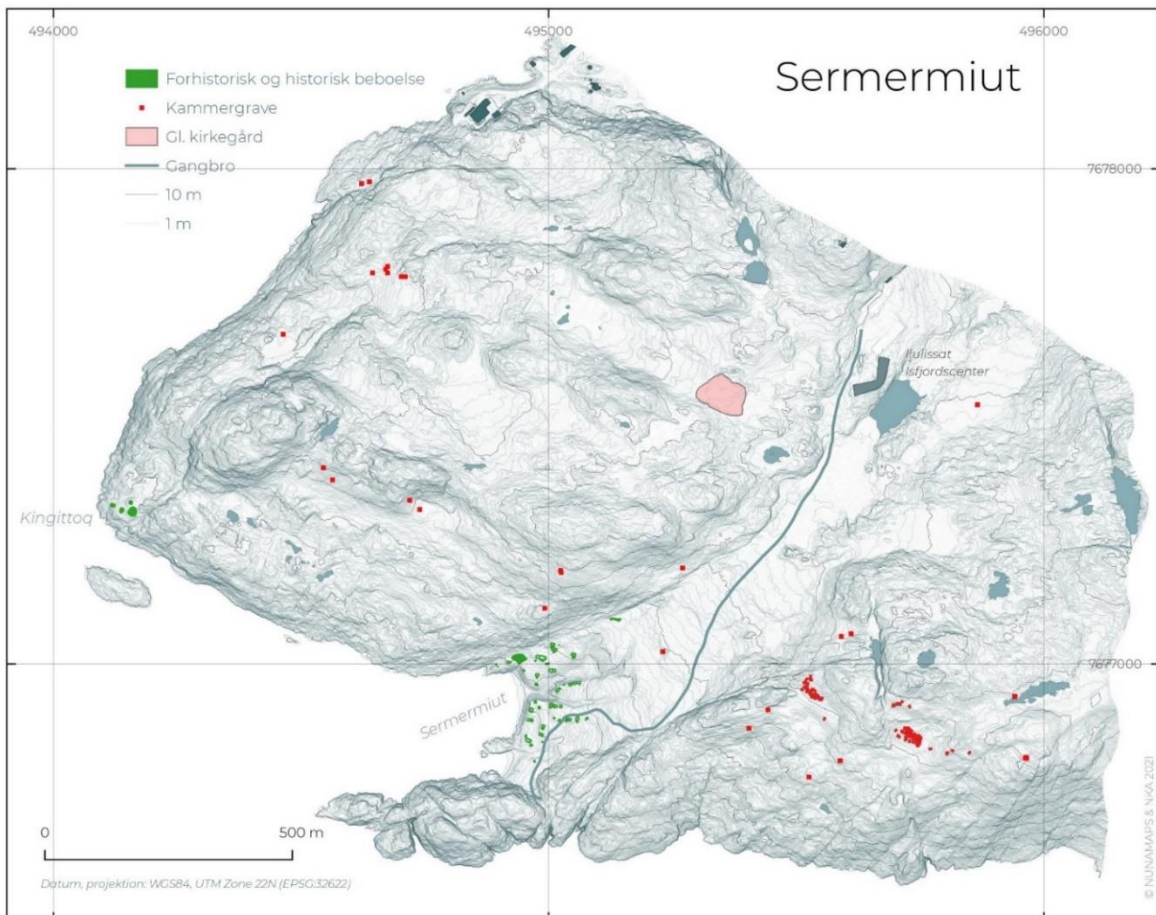 494000
495000
496000
Sermermiut
Forhistorisk og historisk beboelse
Kammergrave
Gl. kirkegård
Gangbro
10 m
1 m
7678000
Ilulissat
Isfjordscenter
Kingittoq
7677000
Sermermiut
0
500 m
Datum, projektion: WGS84, UTM Zone 22N (EPSG:32622)
© NUNAMAPS & NKA 2021